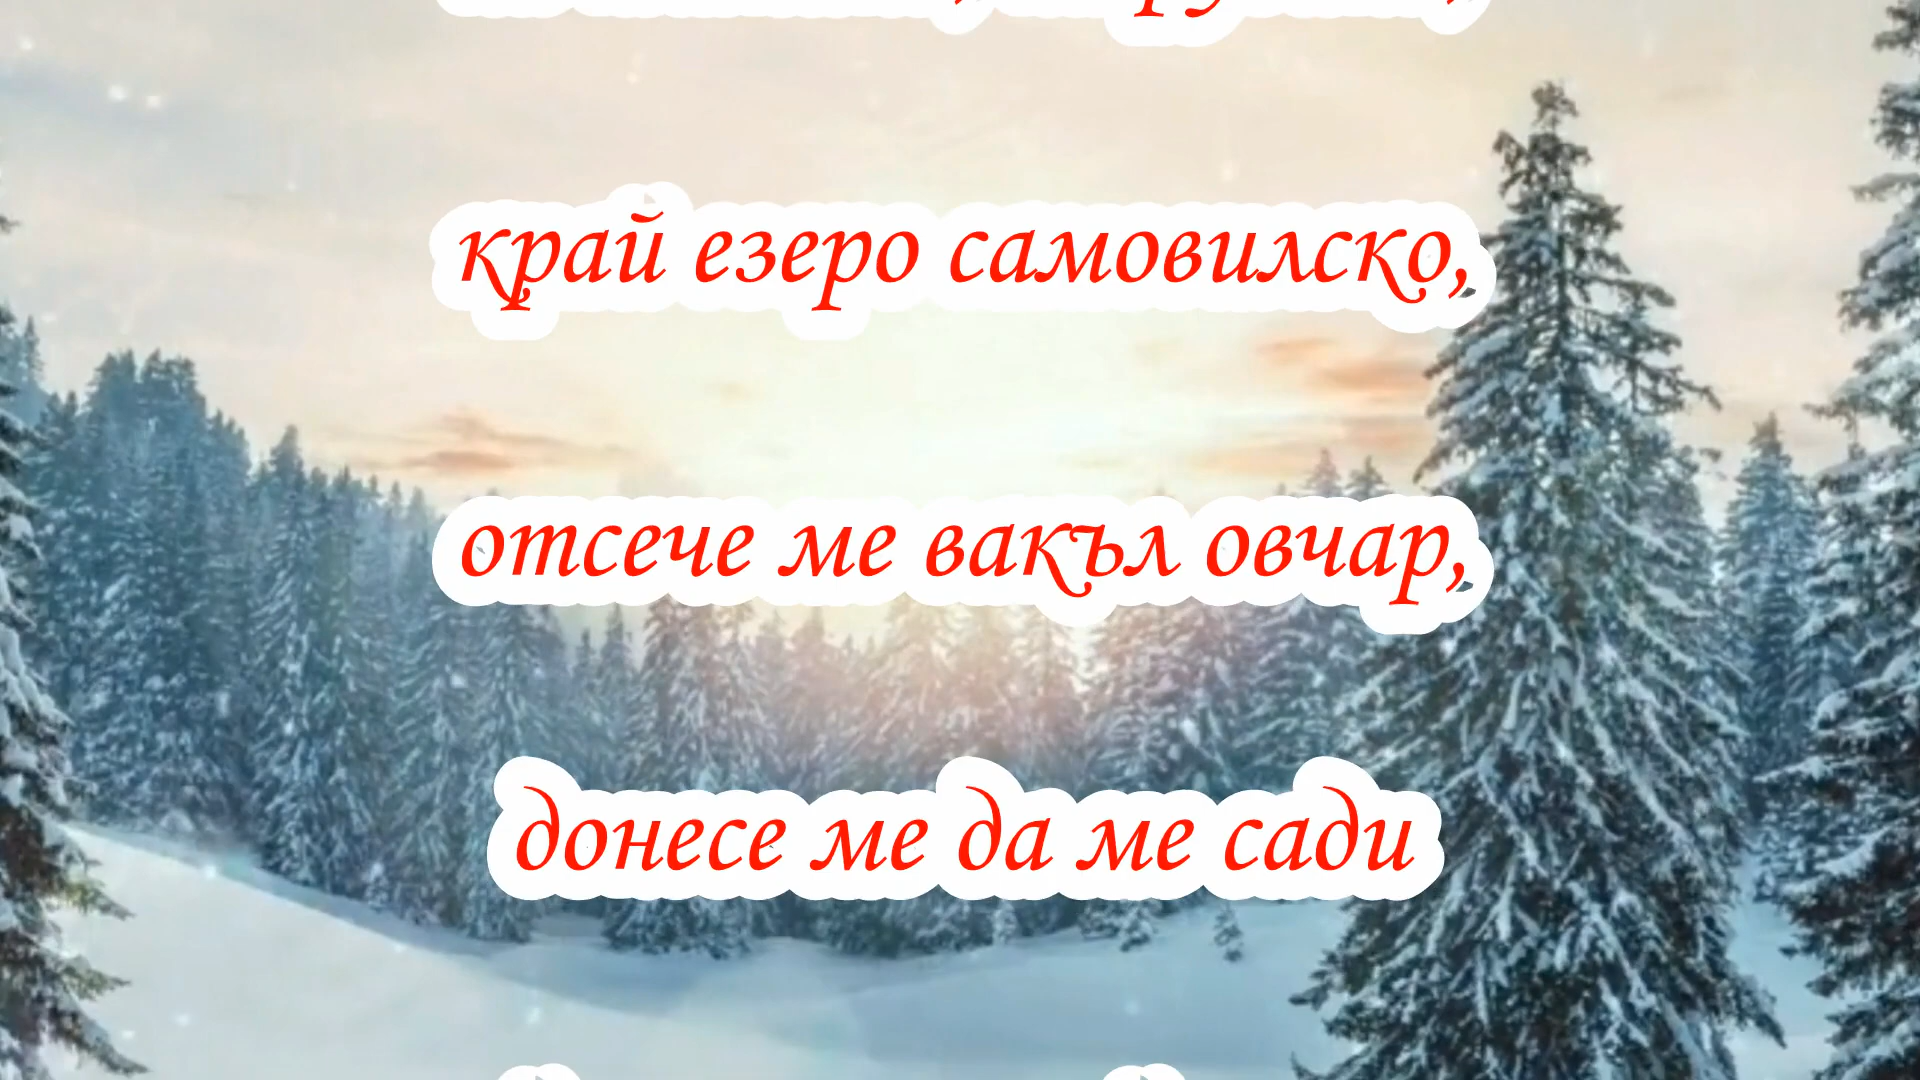 край езеро самовилско,
отсече ме вакъл овчар,
донесе ме да ме сади